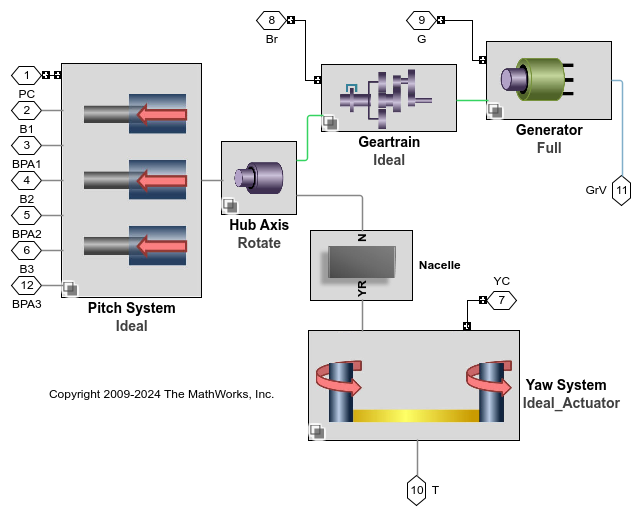 8
Br
9
G
1
PC
2
B1
3
BPA1
4
B2
5
BPA2
6
B3
12
BPA3
Pitch System
Ideal
Hub Axis
Rotate
Geartrain
Ideal
Generator
Full
GrV
11
N
YR
Nacelle
YC
7
Yaw System
Ideal_Actuator
10
T
Copyright 2009-2024 The MathWorks, Inc.